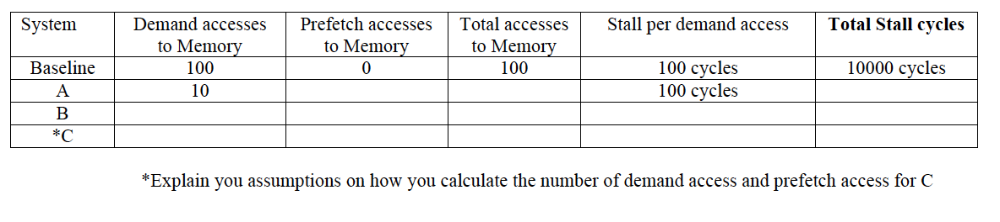 System Demand accesses to Memory Prefetch accesses to Memory Total accesses to Memory Stall per demand access Total Stall cycles
Baseline 100 0 100 100 cycles 10000 cycles
A 10 100 cycles
B
*C
*Explain you assumptions on how you calculate the number of demand access and prefetch access for C